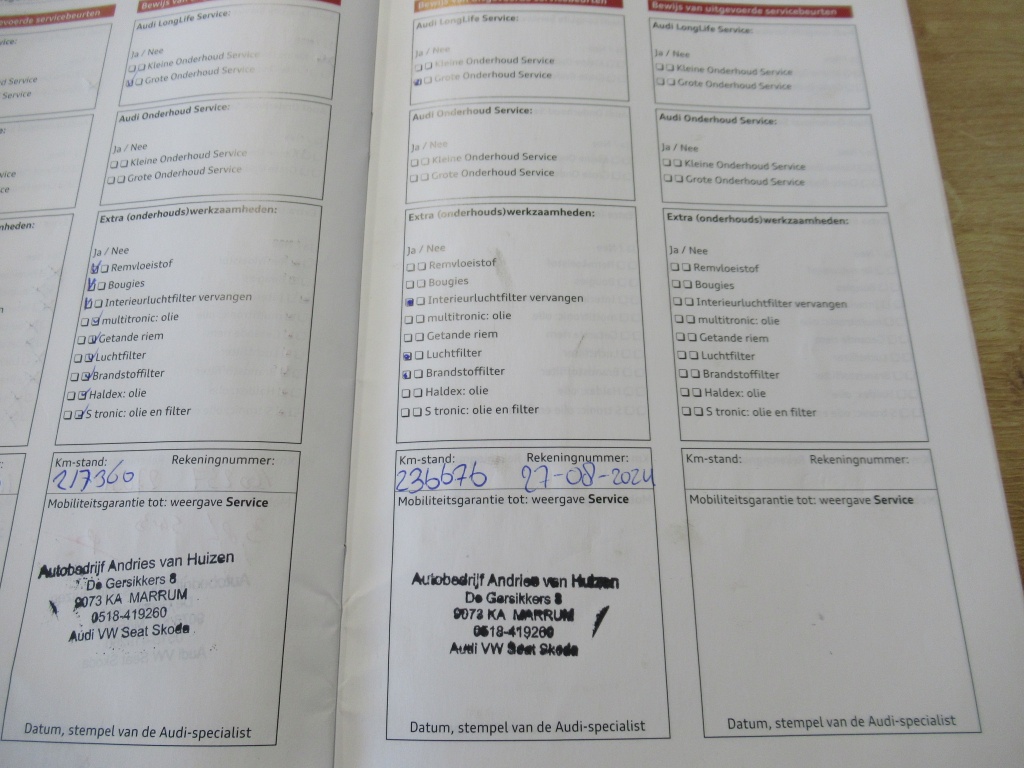 evoerde servicebeurten
vice:
Service
Service
e:
vice
ice
mheden:
Audi LongLife Service:
Ja / Nee
Kleine Onderhoud Service
Grote Onderhoud Service
Audi Onderhoud Service:
Ja / Nee
Kleine Onderhoud Service
Grote Onderhoud Service
Extra (onderhouds)werkzaamheden:
Ja / Nee
Remvloeistof
Bougies
Interieurluchtfilter vervangen
multitronic: olie
Getande riem
Luchtfilter
Brandstoffilter
Haldex: olie
S tronic: olie en filter
Km-stand: Rekeningnummer:
217360
Mobiliteitsgarantie tot: weergave Service
Autobedrijf Andries van Huizen
De Gersikkers 8
9073 KA MARRUM
0518-419260
Audi VW Seat Skoda
Datum, stempel van de Audi-specialist
Audi LongLife Service:
Ja / Nee
Kleine Onderhoud Service
Grote Onderhoud Service
Audi Onderhoud Service:
Ja / Nee
Kleine Onderhoud Service
Grote Onderhoud Service
Extra (onderhouds)werkzaamheden:
Ja / Nee
Remvloeistof
Bougies
Interieurluchtfilter vervangen
multitronic: olie
Getande riem
Luchtfilter
Brandstoffilter
Haldex: olie
S tronic: olie en filter
Km-stand: Rekeningnummer:
236676 27-08-2024
Mobiliteitsgarantie tot: weergave Service
Autobedrijf Andries van Huizen
De Gersikkers 8
9073 KA MARRUM
0518-419260
Audi VW Seat Skoda
Datum, stempel van de Audi-specialist
Bewijs van uitgevoerde servicebeurten
Audi LongLife Service:
Ja / Nee
Kleine Onderhoud Service
Grote Onderhoud Service
Audi Onderhoud Service:
Ja / Nee
Kleine Onderhoud Service
Grote Onderhoud Service
Extra (onderhouds)werkzaamheden:
Ja / Nee
Remvloeistof
Bougies
Interieurluchtfilter vervangen
multitronic: olie
Getande riem
Luchtfilter
Brandstoffilter
Haldex: olie
S tronic: olie en filter
Km-stand: Rekeningnummer:
Mobiliteitsgarantie tot: weergave Service
Datum, stempel van de Audi-specialist